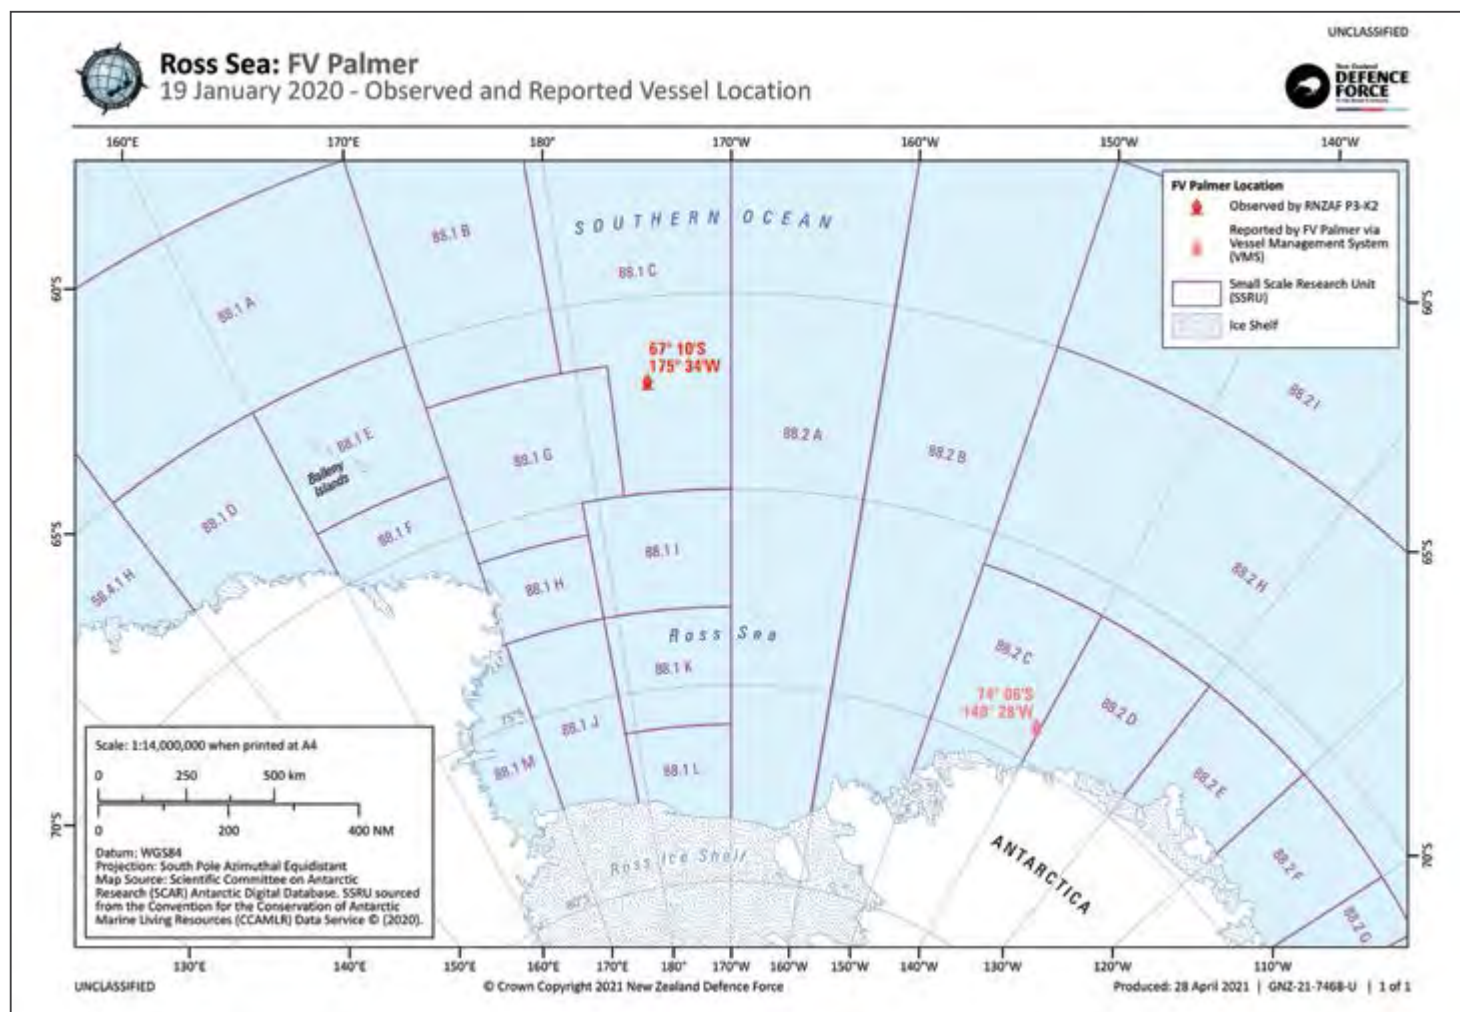 UNCLASSIFIED
Ross Sea: FV Palmer
19 January 2020 - Observed and Reported Vessel Location
New Zealand
DEFENCE
FORCE
160°E 170°E 180° 170°W 160°W 150°W 140°W
FV Palmer Location
Observed by RNZAF P3-K2
Reported by FV Palmer via
Vessel Management System
(VMS)
Small Scale Research Unit
(SSRU)
Ice Shelf
SOUTHERN OCEAN
88.1 B
88.1 C
88.1 A
60°S
60°S
67° 10'S
175° 34'W
88.2 I
88.1 E
Balleny
Islands
88.1 G
88.2 A
88.2 B
88.1 D
88.1 F
65°S
65°S
88.1 I
58.4.1 H
88.1 H
88.2 H
Ross Sea
88.1 K
88.2 C
74° 06'S
148° 28'W
88.2 D
75°S
88.1 J
88.1 M
88.1 L
88.2 E
70°S
70°S
Ross Ice Shelf
80°S
ANTARCTICA
88.2 F
88.2 G
Scale: 1:14,000,000 when printed at A4
0 250 500 km
0 200 400 NM
Datum: WGS84
Projection: South Pole Azimuthal Equidistant
Map Source: Scientific Committee on Antarctic
Research (SCAR) Antarctic Digital Database. SSRU sourced
from the Convention for the Conservation of Antarctic
Marine Living Resources (CCAMLR) Data Service © (2020).
130°E 140°E 150°E 160°E 170°E 180° 170°W 160°W 150°W 140°W 130°W 120°W 110°W
UNCLASSIFIED
© Crown Copyright 2021 New Zealand Defence Force
Produced: 28 April 2021 | GNZ-21-7468-U | 1 of 1